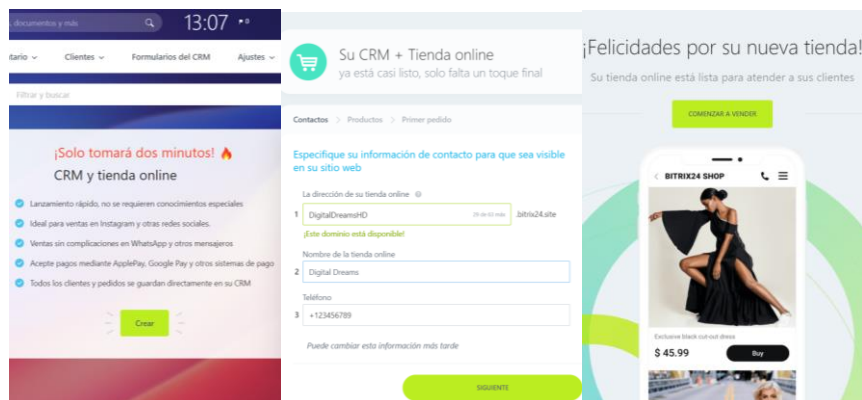 , documentos y más
13:07
0
tario
Clientes
Formularios del CRM
Ajustes
Filtrar y buscar
¡Solo tomará dos minutos!
CRM y tienda online
Lanzamiento rápido, no se requieren conocimientos especiales
Ideal para ventas en Instagram y otras redes sociales.
Ventas sin complicaciones en WhatsApp y otros mensajeros
Acepte pagos mediante ApplePay, Google Pay y otros sistemas de pago
Todos los clientes y pedidos se guardan directamente en su CRM
Crear
Su CRM + Tienda online
ya está casi listo, solo falta un toque final
Contactos > Productos > Primer pedido
Especifique su información de contacto para que sea visible
en su sitio web
La dirección de su tienda online
1 DigitalDreamsHD .bitrix24.site
¡Este dominio está disponible!
Nombre de la tienda online
2 Digital Dreams
Teléfono
3 +123456789
Puede cambiar esta información más tarde
SIGUIENTE
¡Felicidades por su nueva tienda!
Su tienda online está lista para atender a sus clientes
COMENZAR A VENDER
BITRIX24 SHOP
Exclusive black cut-out dress
$ 45.99 Buy